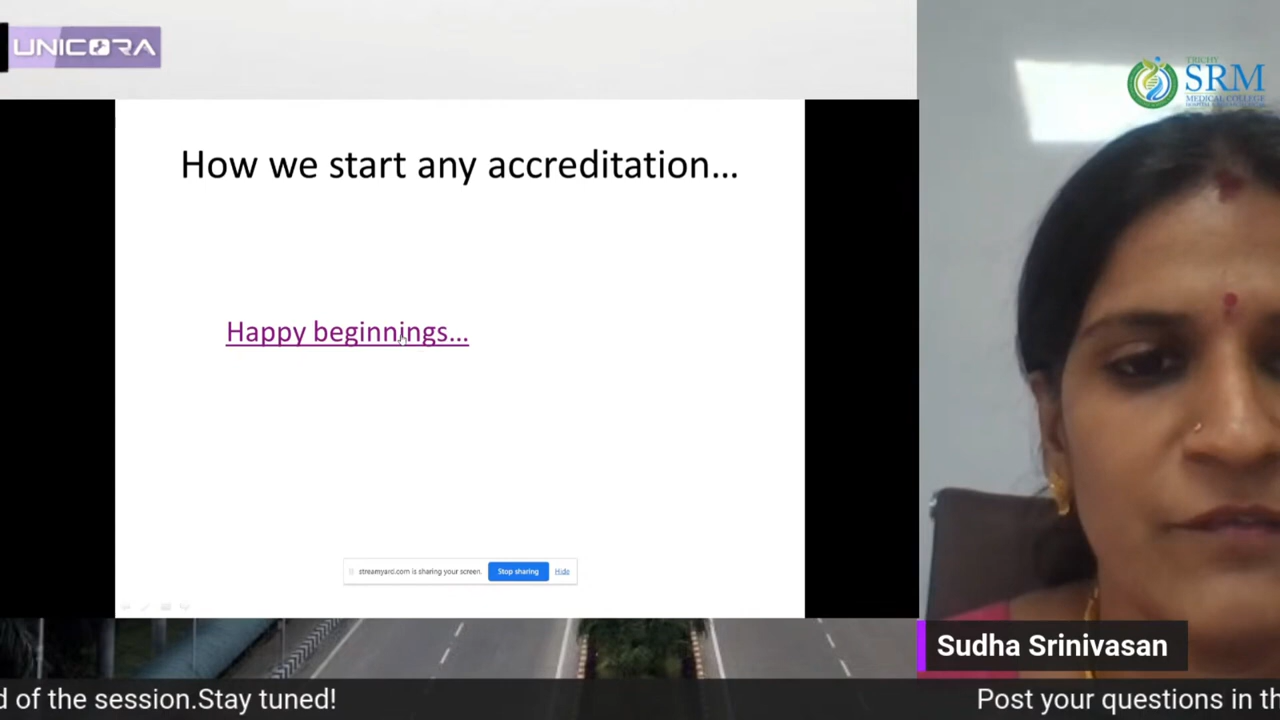 UNICORA
TRICHY
SRM
MEDICAL COLLEGE
How we start any accreditation...
Happy beginnings...
streamyard.com is sharing your screen.
Stop sharing
Hide
Sudha Srinivasan
d of the session.Stay tuned!
Post your questions in th